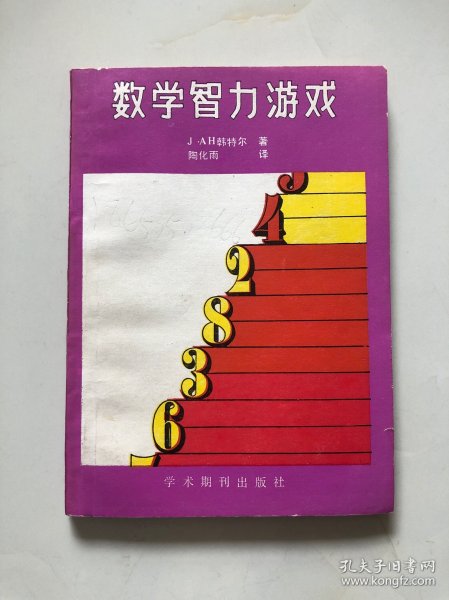 数学智力游戏
J·AH韩特尔 著
陶化雨 译
4
2
8
3
6
学术期刊出版社
孔夫子旧书网
www.kongfz.com